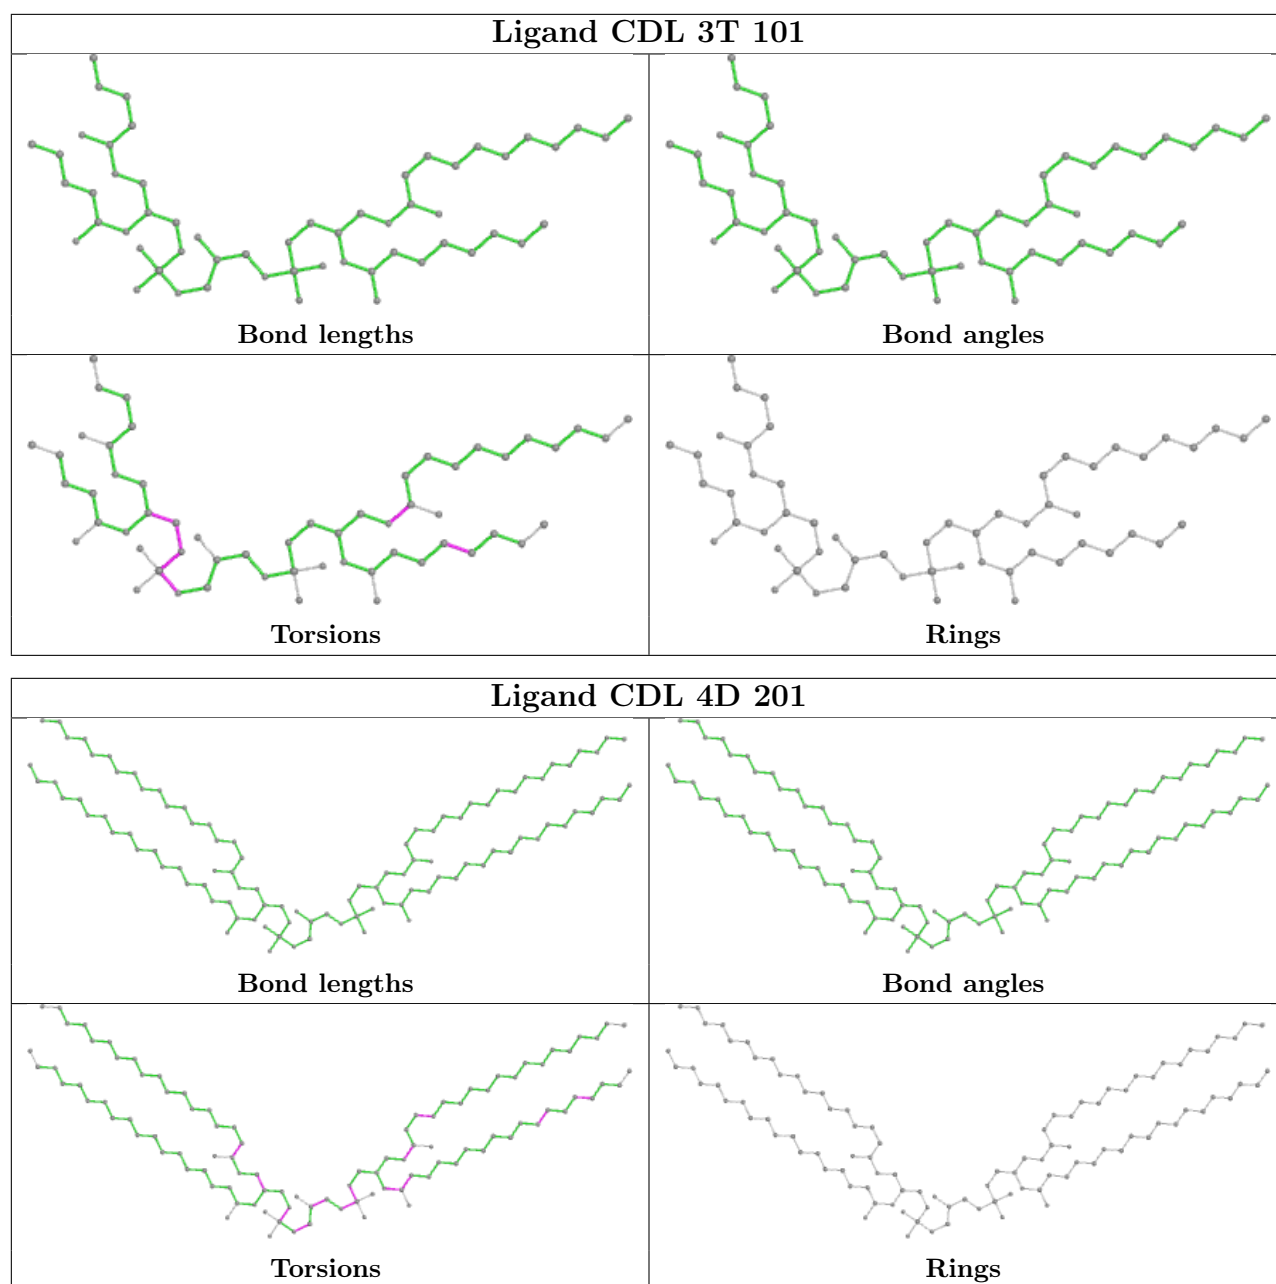 Ligand CDL 3T 101
Bond lengths
Bond angles
Torsions
Rings
Ligand CDL 4D 201
Bond lengths
Bond angles
Torsions
Rings